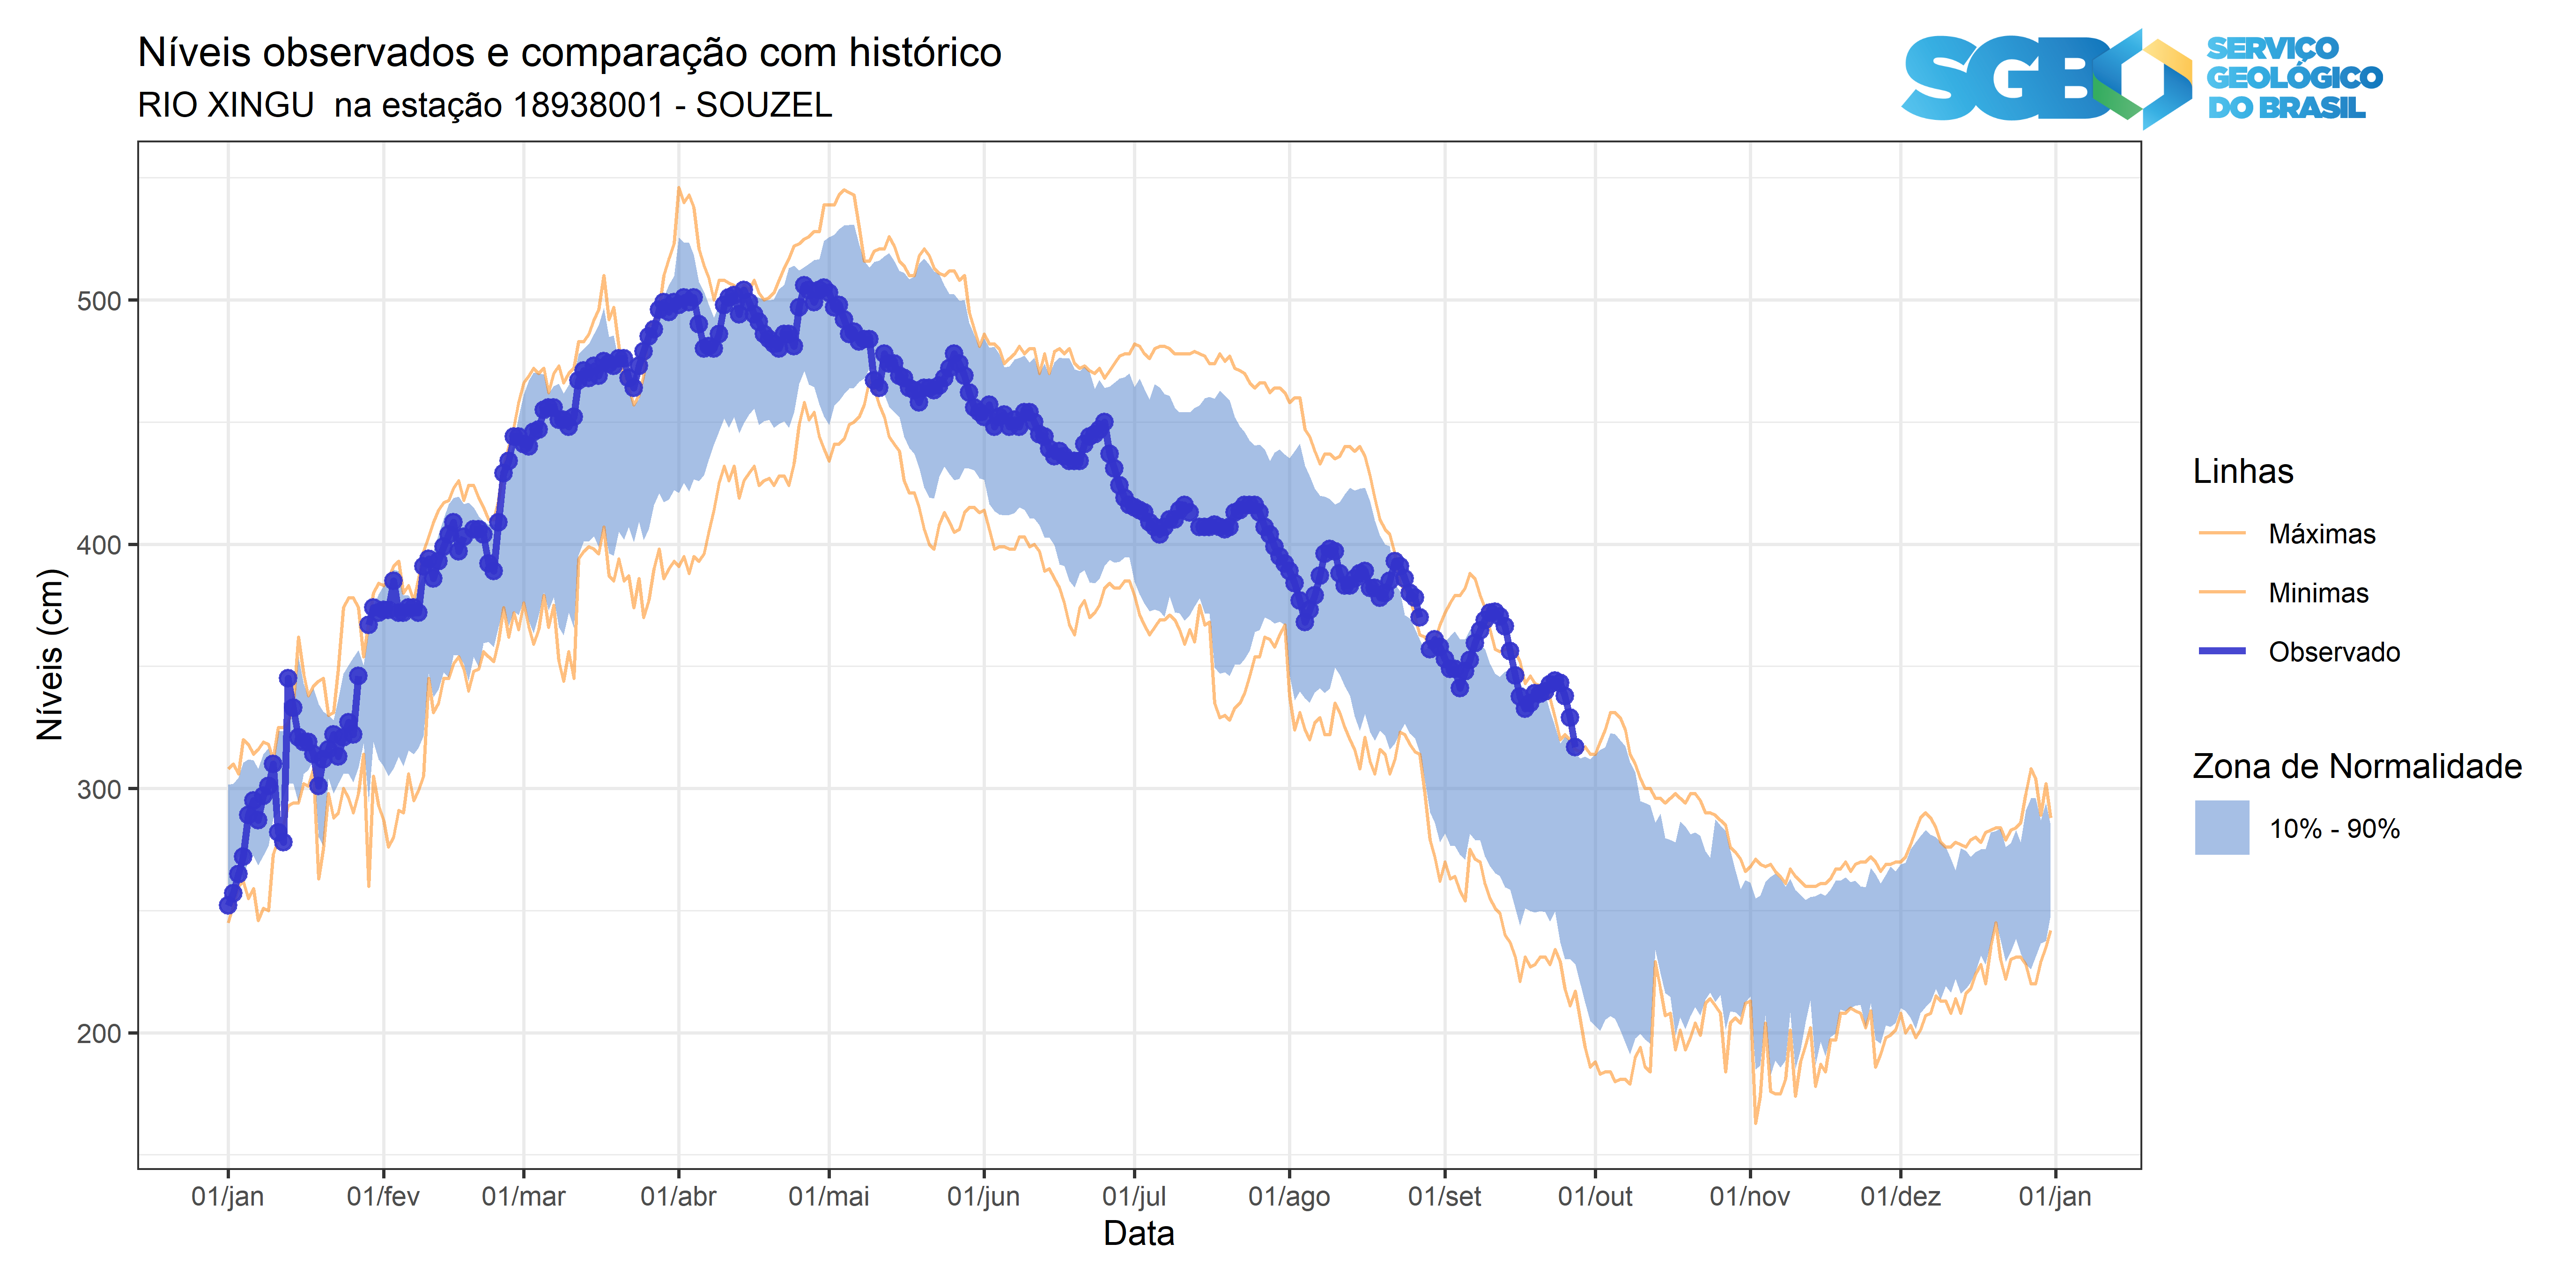 Níveis observados e comparação com histórico
RIO XINGU  na estação 18938001 - SOUZEL
SGB
SERVIÇO
GEOLÓGICO
DO BRASIL
Níveis (cm)
500
400
300
200
01/jan
01/fev
01/mar
01/abr
01/mai
01/jun
01/jul
01/ago
01/set
01/out
01/nov
01/dez
01/jan
Data
Linhas
Máximas
Minimas
Observado
Zona de Normalidade
10% - 90%